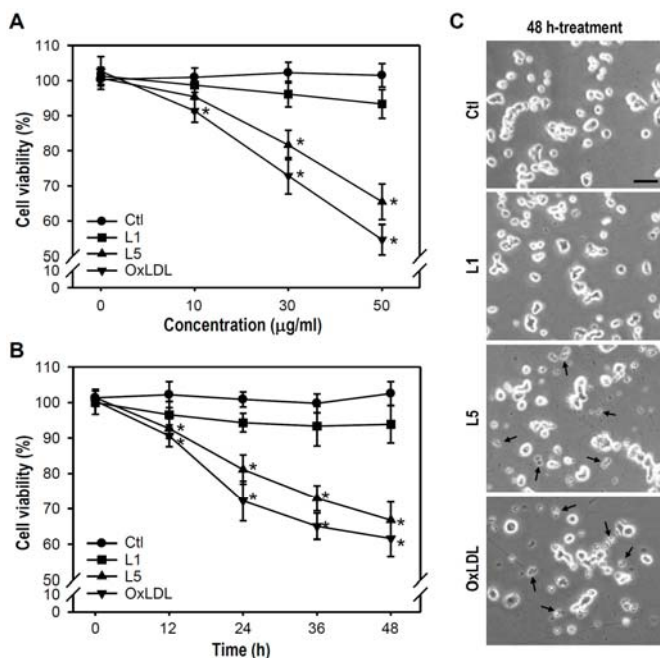 A
110
100
90
80
70
60
50
10
0
Cell viability (%)
*
*
*
*
*
Ctl
L1
L5
OxLDL
0 10 30 50
Concentration (μg/ml)
B
110
100
90
80
70
60
50
10
0
Cell viability (%)
*
*
*
*
*
*
*
*
Ctl
L1
L5
OxLDL
0 12 24 36 48
Time (h)
C
48 h-treatment
Ctl
L1
L5
OxLDL